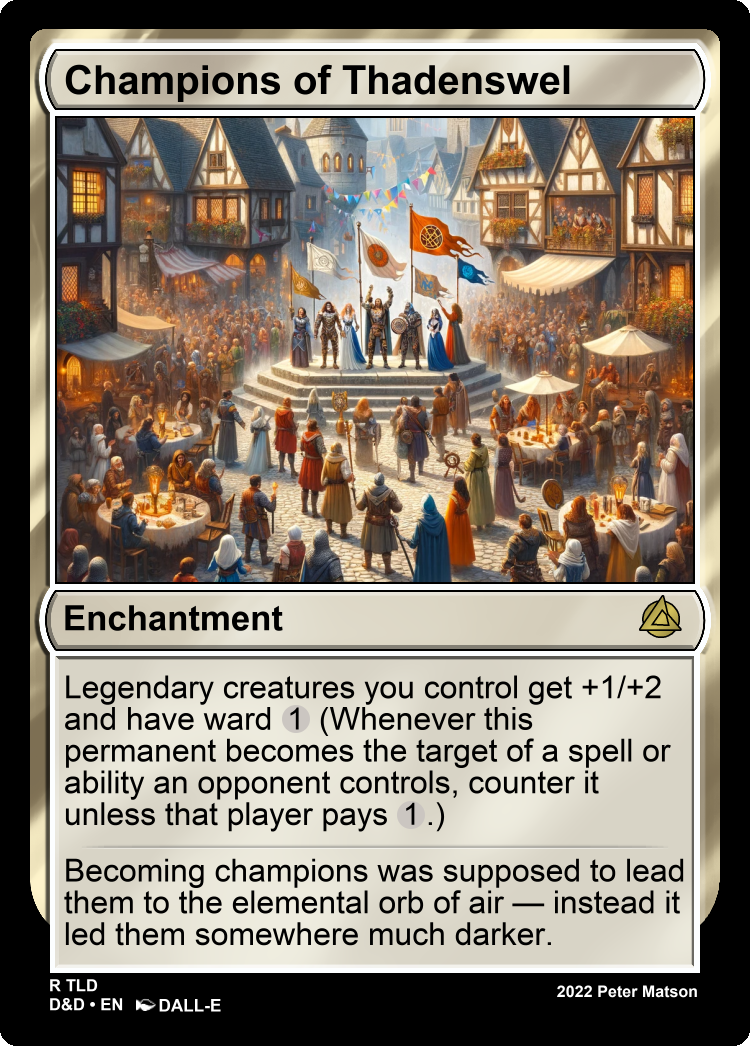 Champions of Thadenswel
Enchantment
Legendary creatures you control get +1/+2
and have ward 1 (Whenever this
permanent becomes the target of a spell or
ability an opponent controls, counter it
unless that player pays 1.)
Becoming champions was supposed to lead
them to the elemental orb of air — instead it
led them somewhere much darker.
R TLD
D&D • EN DALL-E
2022 Peter Matson